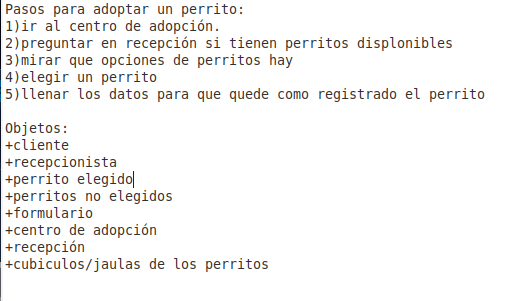 Pasos para adoptar un perrito:
1)ir al centro de adopción.
2)preguntar en recepción si tienen perritos displonibles
3)mirar que opciones de perritos hay
4)elegir un perrito
5)llenar los datos para que quede como registrado el perrito
Objetos:
+cliente
+recepcionista
+perrito elegido
+perritos no elegidos
+formulario
+centro de adopción
+recepción
+cubiculos/jaulas de los perritos